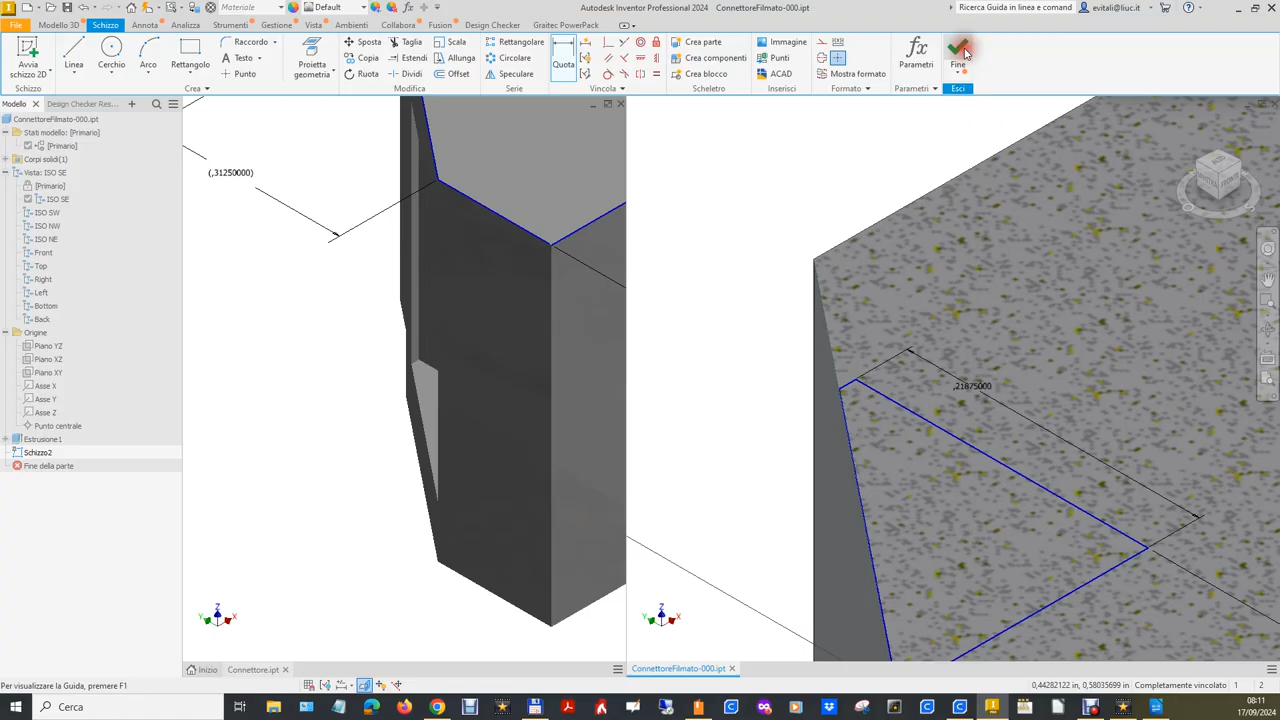 Default
Autodesk Inventor Professional 2024 ConnettoreFilmato-000.ipt
Ricerca Guida in linea e comand
evitali@liuc.it
File
Modello 3D
Schizzo
Annota
Analizza
Strumenti
Gestione
Vista
Ambienti
Collabora
Fusion
Design Checker
Graitec PowerPack
Avvia
schizzo 2D
Linea
Cerchio
Arco
Rettangolo
Raccordo
Testo
Punto
Proietta
geometria
Sposta
Copia
Ruota
Taglia
Estendi
Dividi
Scala
Allunga
Offset
Rettangolare
Circolare
Speculare
Quota
Crea parte
Crea componenti
Crea blocco
Immagine
Punti
ACAD
Mostra formato
Parametri
Fine
Schizzo
Crea
Modifica
Serie
Vincola
Scheletro
Inserisci
Formato
Parametri
Esci
Modello
Design Checker Res...
ConnettoreFilmato-000.ipt
Stati modello: [Primario]
[Primario]
Corpi solidi(1)
Vista: ISO SE
[Primario]
ISO SE
ISO SW
ISO NW
ISO NE
Front
Top
Right
Left
Bottom
Back
Origine
Piano YZ
Piano XZ
Piano XY
Asse X
Asse Y
Asse Z
Punto centrale
Estrusione1
Schizzo2
Fine della parte
(,31250000)
,21875000
Z
Y
X
Z
Y
X
Inizio
Connettore.ipt
ConnettoreFilmato-000.ipt
Per visualizzare la Guida, premere F1
0,44282122 in, 0,58035699 in
Completamente vincolato
1
2
Cerca
08:11
17/09/2024